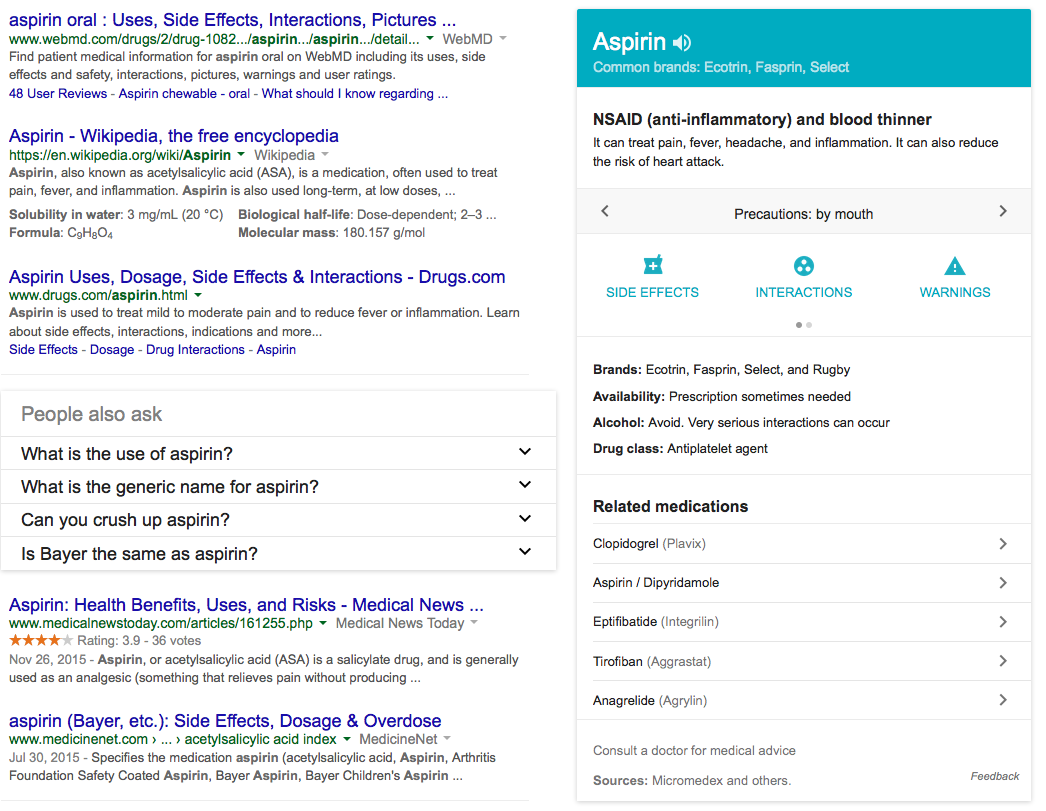 aspirin oral : Uses, Side Effects, Interactions, Pictures ...
www.webmd.com/drugs/2/drug-1082.../aspirin.../aspirin.../detail... WebMD
Find patient medical information for aspirin oral on WebMD including its uses, side
effects and safety, interactions, pictures, warnings and user ratings.
48 User Reviews - Aspirin chewable - oral - What should I know regarding ...
Aspirin - Wikipedia, the free encyclopedia
https://en.wikipedia.org/wiki/Aspirin Wikipedia
Aspirin, also known as acetylsalicylic acid (ASA), is a medication, often used to treat
pain, fever, and inflammation. Aspirin is also used long-term, at low doses, ...
Solubility in water: 3 mg/mL (20 °C) Biological half-life: Dose-dependent; 2–3 ...
Formula: C₉H₈O₄ Molecular mass: 180.157 g/mol
Aspirin Uses, Dosage, Side Effects & Interactions - Drugs.com
www.drugs.com/aspirin.html
Aspirin is used to treat mild to moderate pain and to reduce fever or inflammation. Learn
about side effects, interactions, indications and more...
Side Effects - Dosage - Drug Interactions - Aspirin
People also ask
What is the use of aspirin?
What is the generic name for aspirin?
Can you crush up aspirin?
Is Bayer the same as aspirin?
Aspirin: Health Benefits, Uses, and Risks - Medical News ...
www.medicalnewstoday.com/articles/161255.php Medical News Today
Rating: 3.9 - 36 votes
Nov 26, 2015 - Aspirin, or acetylsalicylic acid (ASA) is a salicylate drug, and is generally
used as an analgesic (something that relieves pain without producing ...
aspirin (Bayer, etc.): Side Effects, Dosage & Overdose
www.medicinenet.com › ... › acetylsalicylic acid index MedicineNet
Jul 30, 2015 - Specifies the medication aspirin (acetylsalicylic acid, Aspirin, Arthritis
Foundation Safety Coated Aspirin, Bayer Aspirin, Bayer Children's Aspirin ...
Aspirin
Common brands: Ecotrin, Fasprin, Select
NSAID (anti-inflammatory) and blood thinner
It can treat pain, fever, headache, and inflammation. It can also reduce
the risk of heart attack.
Precautions: by mouth
SIDE EFFECTS INTERACTIONS WARNINGS
Brands: Ecotrin, Fasprin, Select, and Rugby
Availability: Prescription sometimes needed
Alcohol: Avoid. Very serious interactions can occur
Drug class: Antiplatelet agent
Related medications
Clopidogrel (Plavix)
Aspirin / Dipyridamole
Eptifibatide (Integrilin)
Tirofiban (Aggrastat)
Anagrelide (Agrylin)
Consult a doctor for medical advice
Sources: Micromedex and others.
Feedback